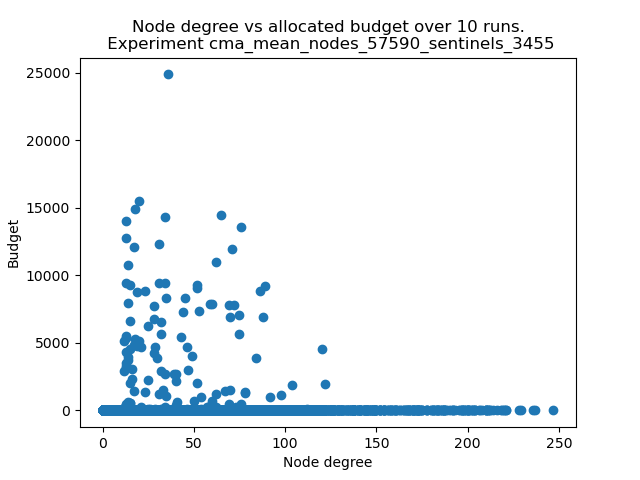 Node degree vs allocated budget over 10 runs.
Experiment cma_mean_nodes_57590_sentinels_3455
25000
20000
15000
10000
5000
0
Budget
0 50 100 150 200 250
Node degree